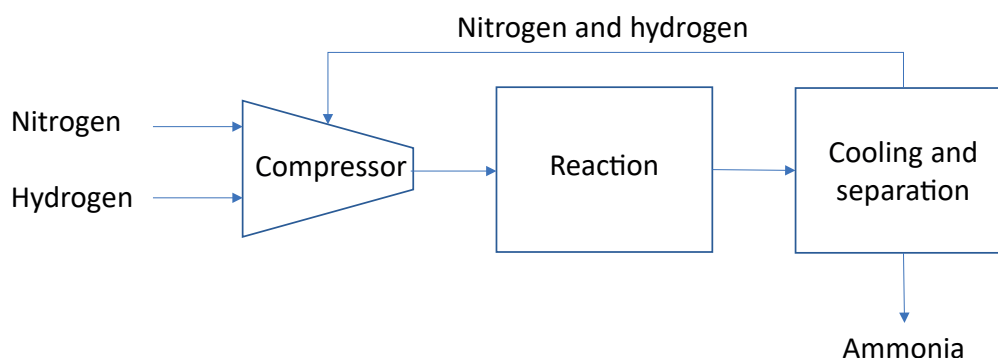 Nitrogen and hydrogen
Nitrogen
Hydrogen
Compressor
Reaction
Cooling and
separation
Ammonia